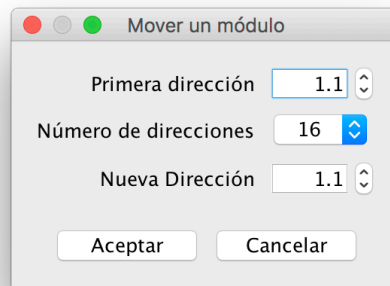 Mover un módulo
Primera dirección 1.1
Número de direcciones 16
Nueva Dirección 1.1
Aceptar Cancelar